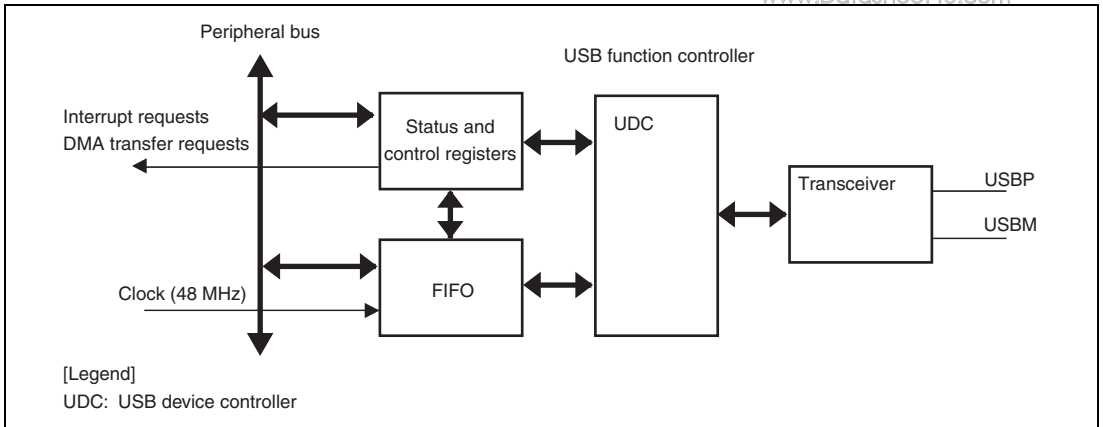 Peripheral bus
USB function controller
Interrupt requests
DMA transfer requests
Status and
control registers
UDC
Transceiver
USBP
USBM
FIFO
Clock (48 MHz)
[Legend]
UDC: USB device controller